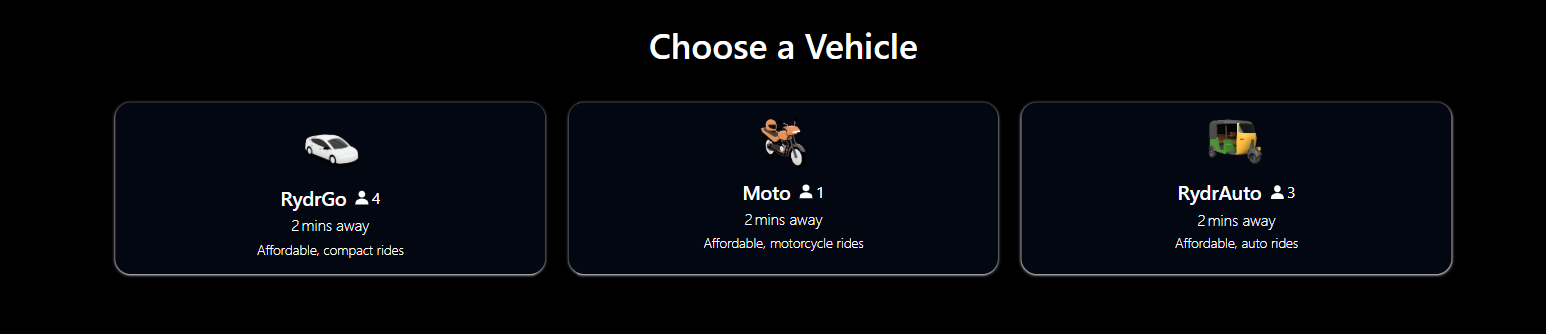 Choose a Vehicle
RydrGo 4
2 mins away
Affordable, compact rides
Moto 1
2 mins away
Affordable, motorcycle rides
RydrAuto 3
2 mins away
Affordable, auto rides